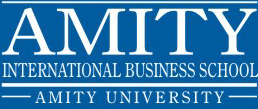 AMITY
INTERNATIONAL BUSINESS SCHOOL
AMITY UNIVERSITY